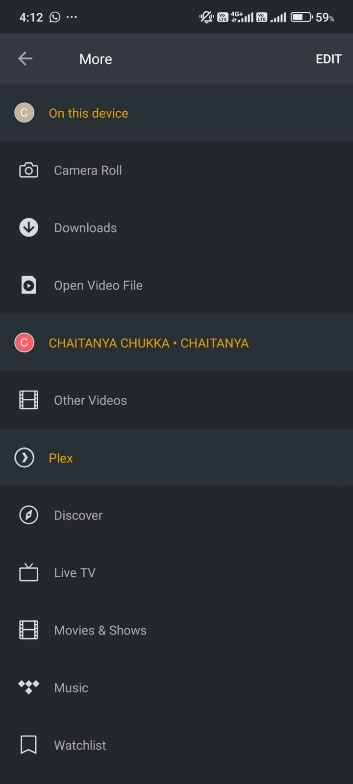 4:12 ... 4G+ 59%
More EDIT
C On this device
Camera Roll
Downloads
Open Video File
C CHAITANYA CHUKKA • CHAITANYA
Other Videos
Plex
Discover
Live TV
Movies & Shows
Music
Watchlist